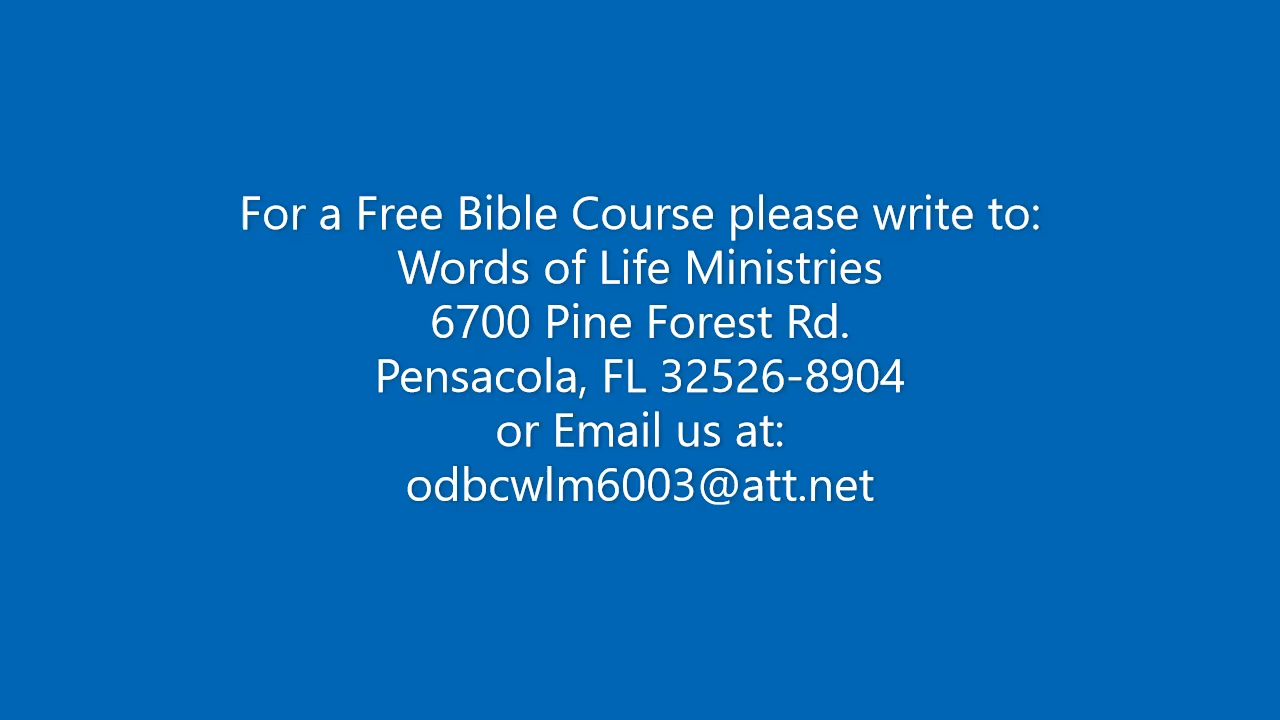 For a Free Bible Course please write to:
Words of Life Ministries
6700 Pine Forest Rd.
Pensacola, FL 32526-8904
or Email us at:
odbcwlm6003@att.net